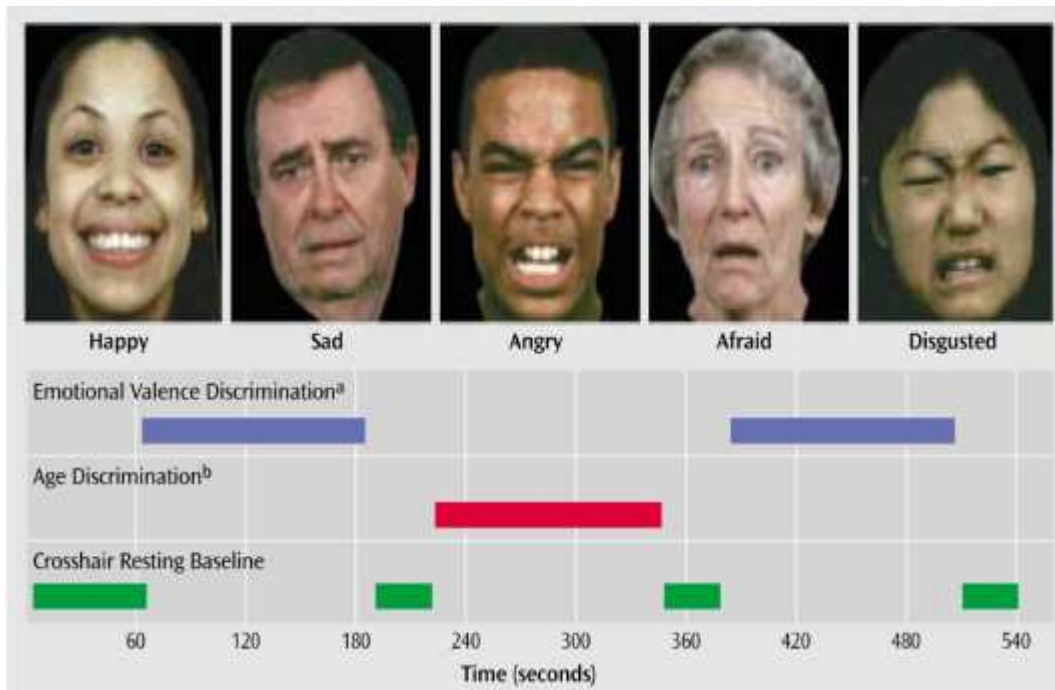 Happy Sad Angry Afraid Disgusted
Emotional Valence Discriminationᵃ
Age Discriminationᵇ
Crosshair Resting Baseline
60 120 180 240 300 360 420 480 540
Time (seconds)